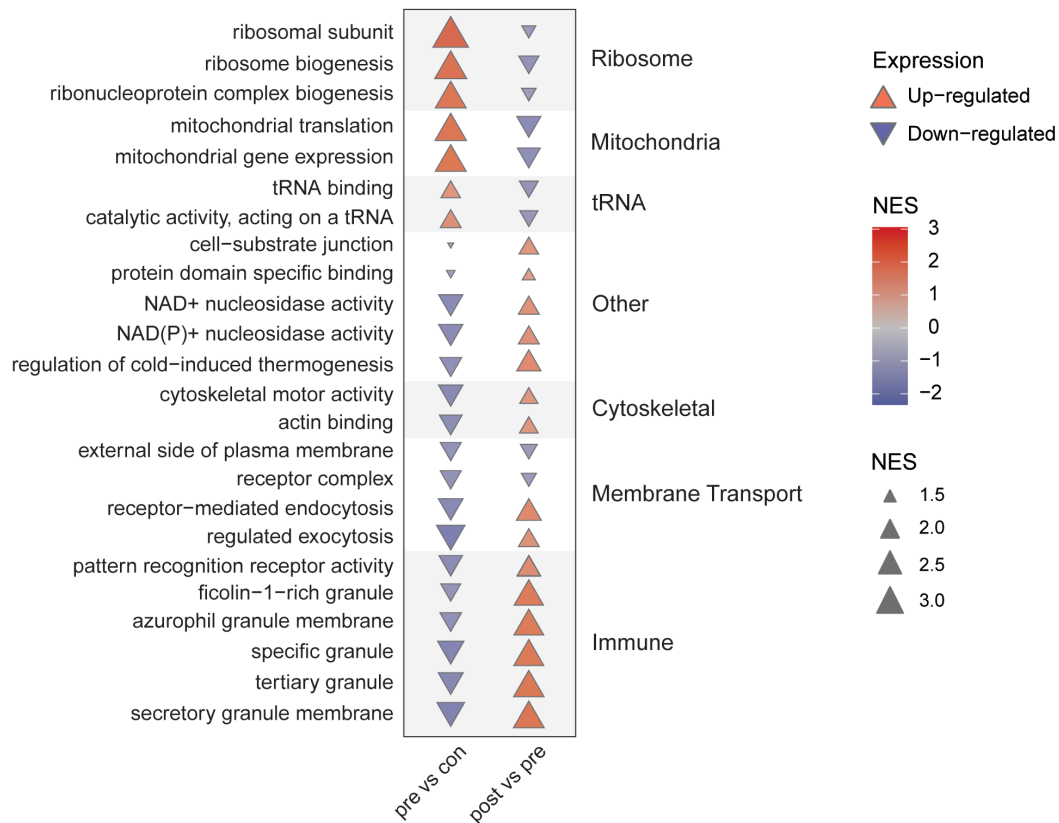 ribosomal subunit
ribosome biogenesis
ribonucleoprotein complex biogenesis
mitochondrial translation
mitochondrial gene expression
tRNA binding
catalytic activity, acting on a tRNA
cell−substrate junction
protein domain specific binding
NAD+ nucleosidase activity
NAD(P)+ nucleosidase activity
regulation of cold−induced thermogenesis
cytoskeletal motor activity
actin binding
external side of plasma membrane
receptor complex
receptor−mediated endocytosis
regulated exocytosis
pattern recognition receptor activity
ficolin−1−rich granule
azurophil granule membrane
specific granule
tertiary granule
secretory granule membrane
pre vs con
post vs pre
Ribosome
Mitochondria
tRNA
Other
Cytoskeletal
Membrane Transport
Immune
Expression
Up−regulated
Down−regulated
NES
3
2
1
0
−1
−2
NES
1.5
2.0
2.5
3.0